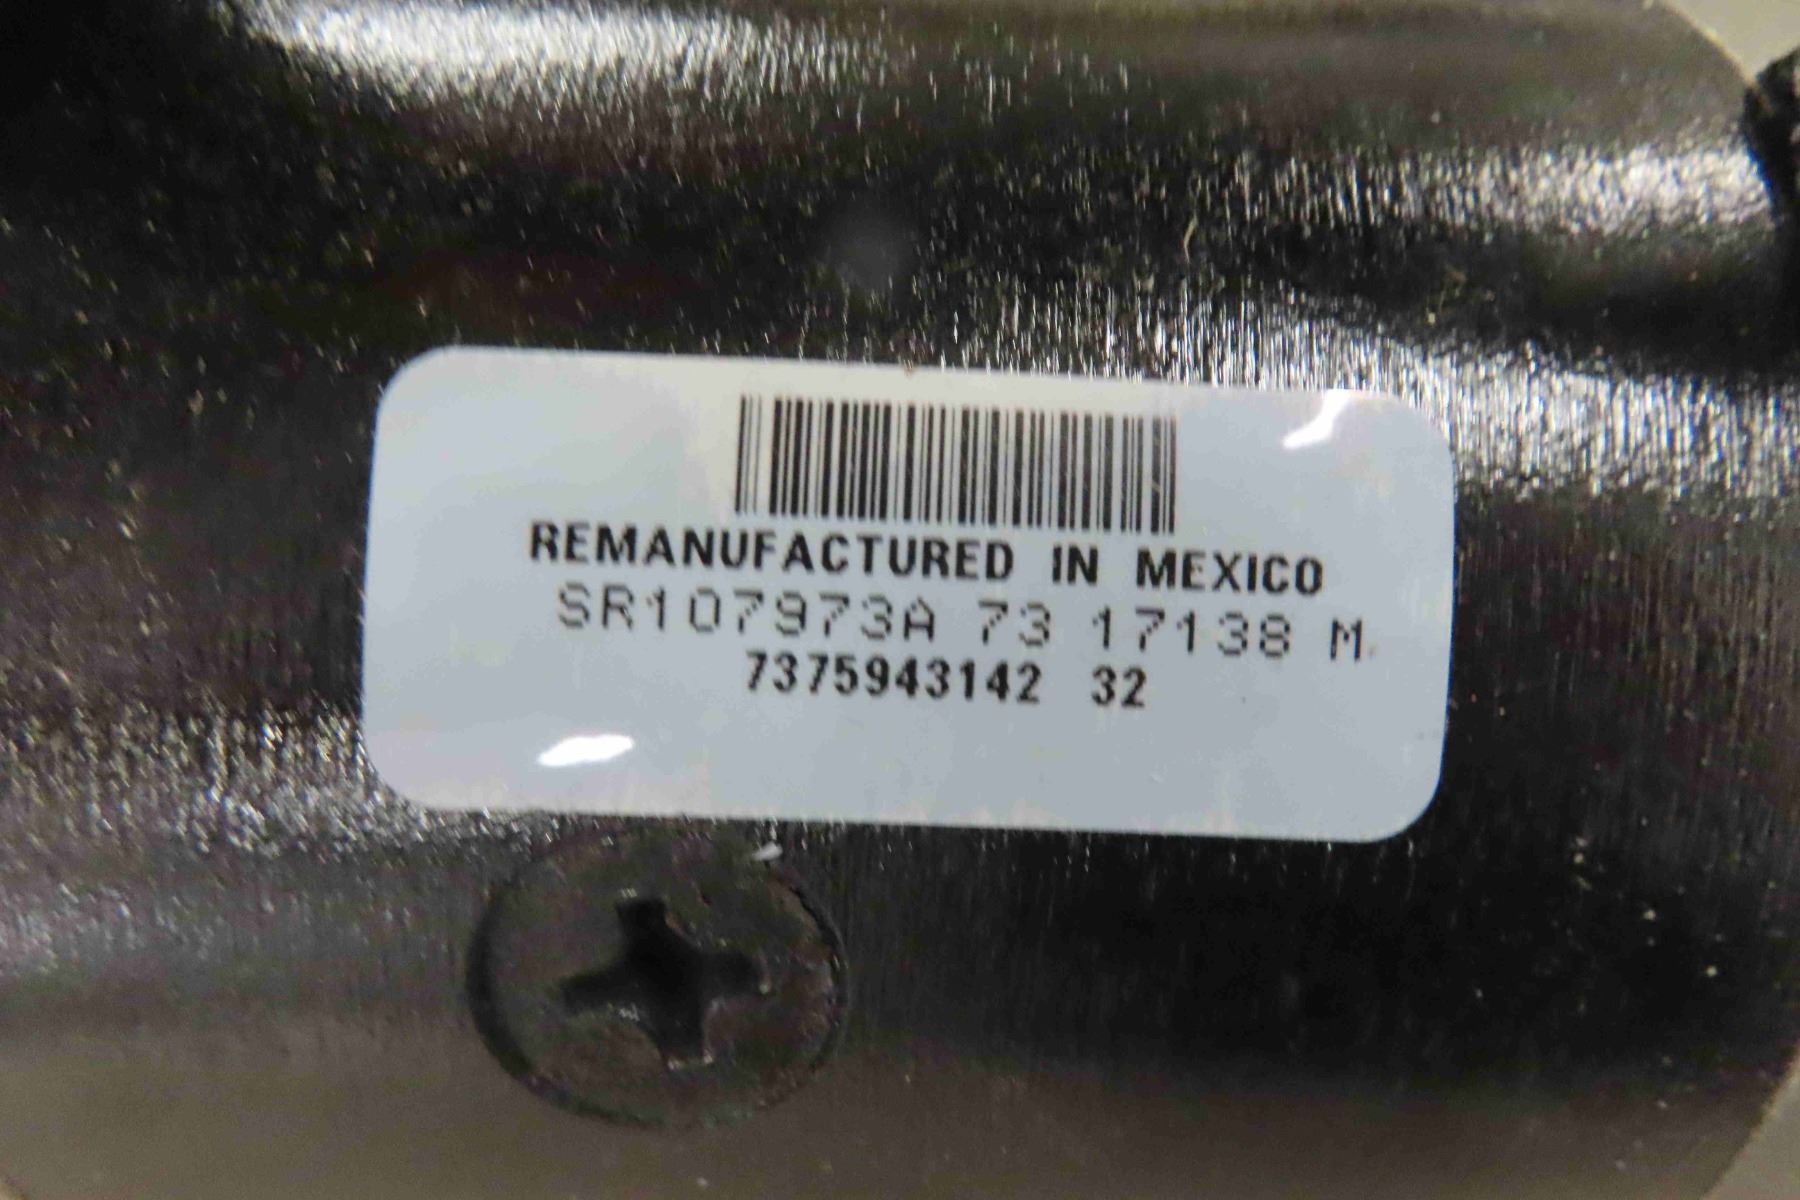 REMANUFACTURED IN MEXICO
SR107973A 73 17138 M
7375943142 32